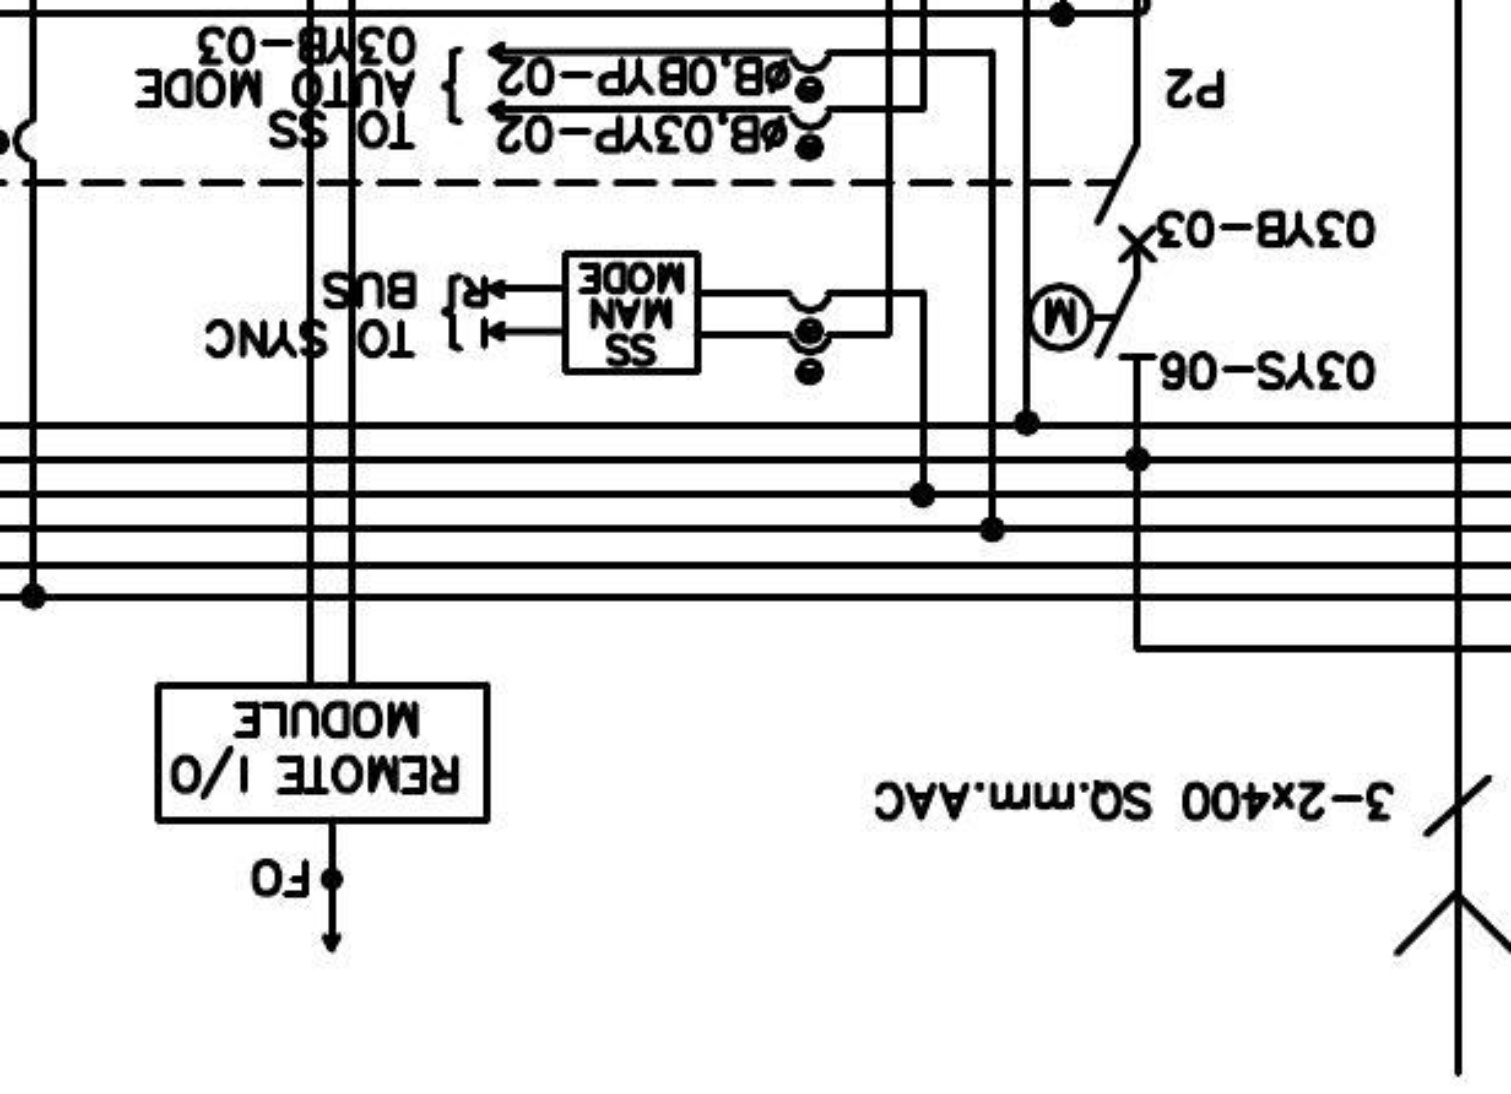 FO
3-2x400 SQ.mm.AAC
REMOTE I/O
MODULE
03YS-06
M
SS
MAN
MODE
I
R
TO SYNC
BUS
03YB-03
øB,03YP-02
øB,0BYP-02
TO SS
AUTO MODE
03YB-03
P2